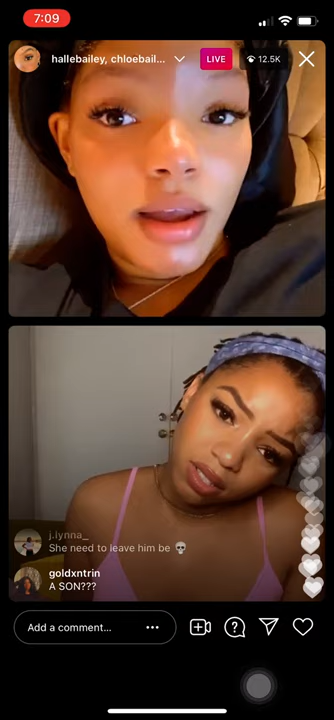 7:09
hallebailey, chloebail...
LIVE
12.5K
j.lynna_
She need to leave him be 💀
goldxntrin
A SON???
Add a comment...